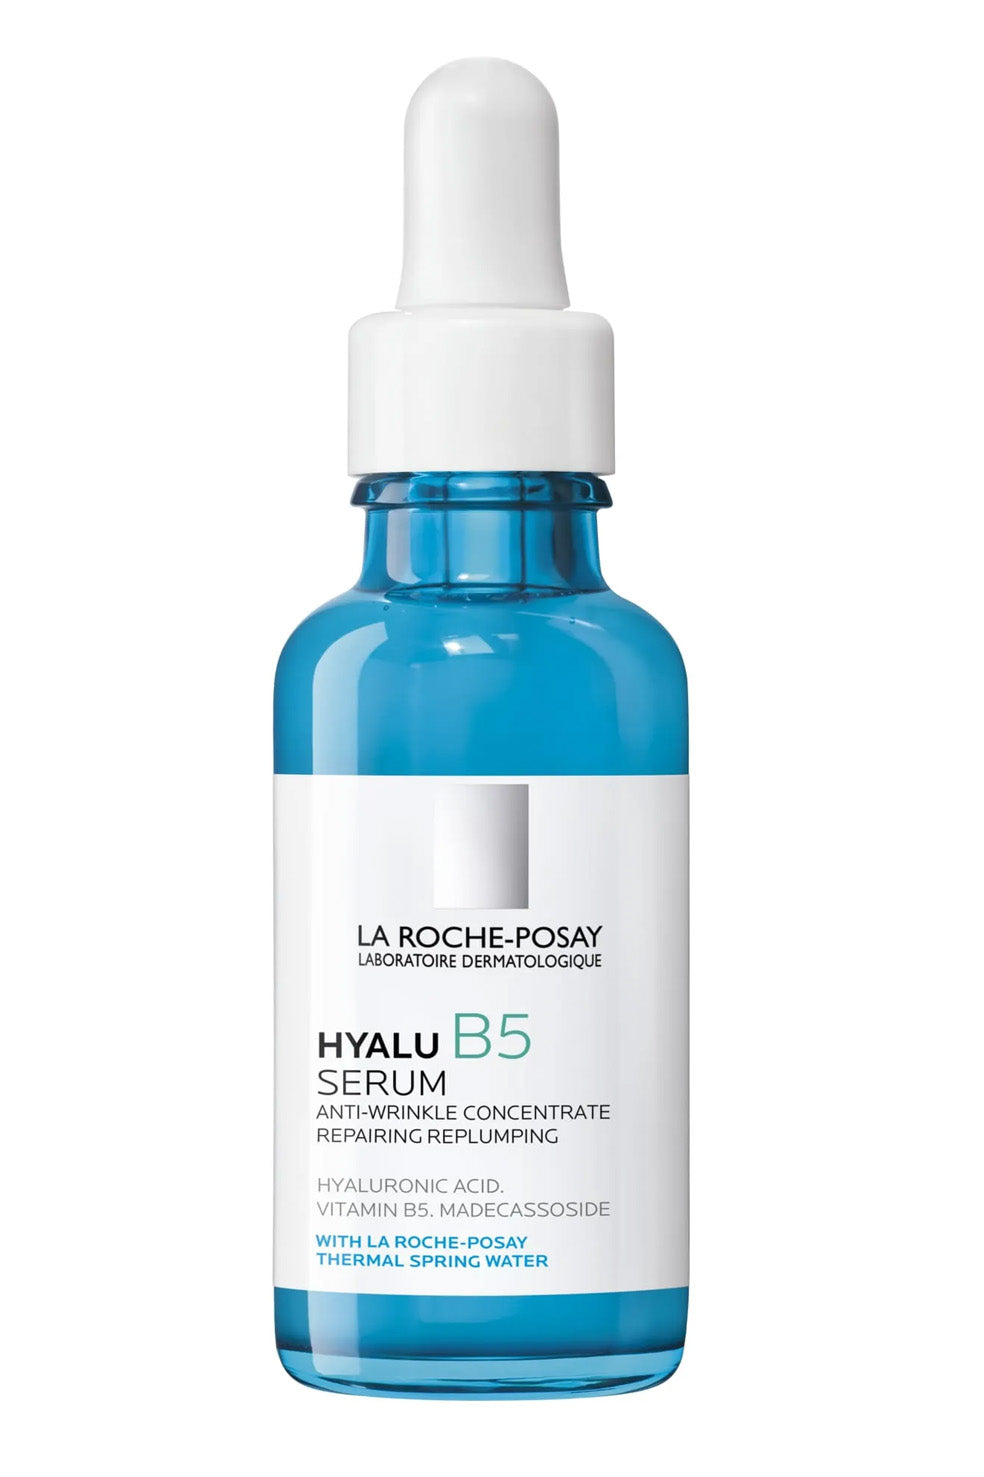 LA ROCHE-POSAY
LABORATOIRE DERMATOLOGIQUE
HYALU B5
SERUM
ANTI-WRINKLE CONCENTRATE
REPAIRING REPLUMPING
HYALURONIC ACID.
VITAMIN B5. MADECASSOSIDE
WITH LA ROCHE-POSAY
THERMAL SPRING WATER